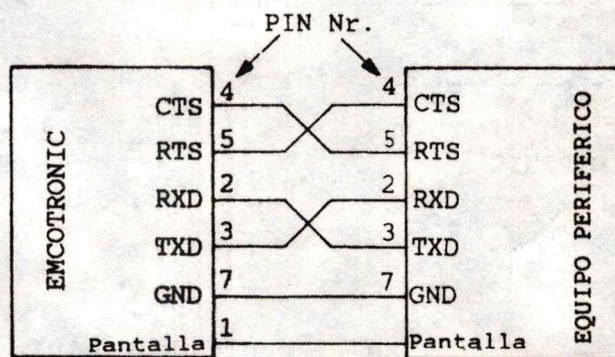 PIN Nr.
EMCOTRONIC
CTS 4
RTS 5
RXD 2
TXD 3
GND 7
Pantalla 1
4 CTS
5 RTS
2 RXD
3 TXD
7 GND
Pantalla
EQUIPO PERIFERICO